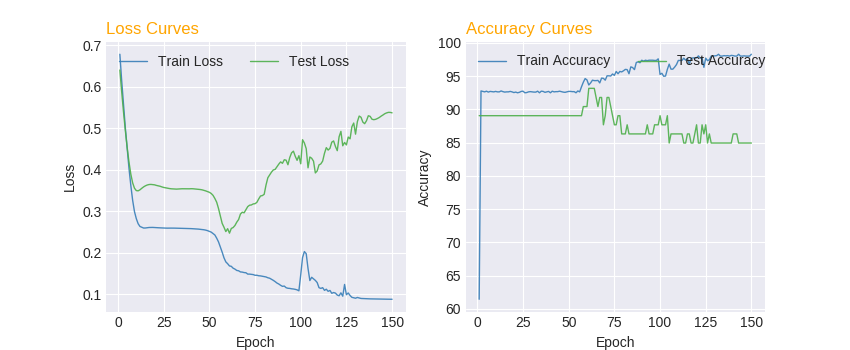 Loss Curves
Train Loss
Test Loss
0.7
0.6
0.5
0.4
0.3
0.2
0.1
Loss
0 25 50 75 100 125 150
Epoch
Accuracy Curves
Train Accuracy
Test Accuracy
100
95
90
85
80
75
70
65
60
Accuracy
0 25 50 75 100 125 150
Epoch